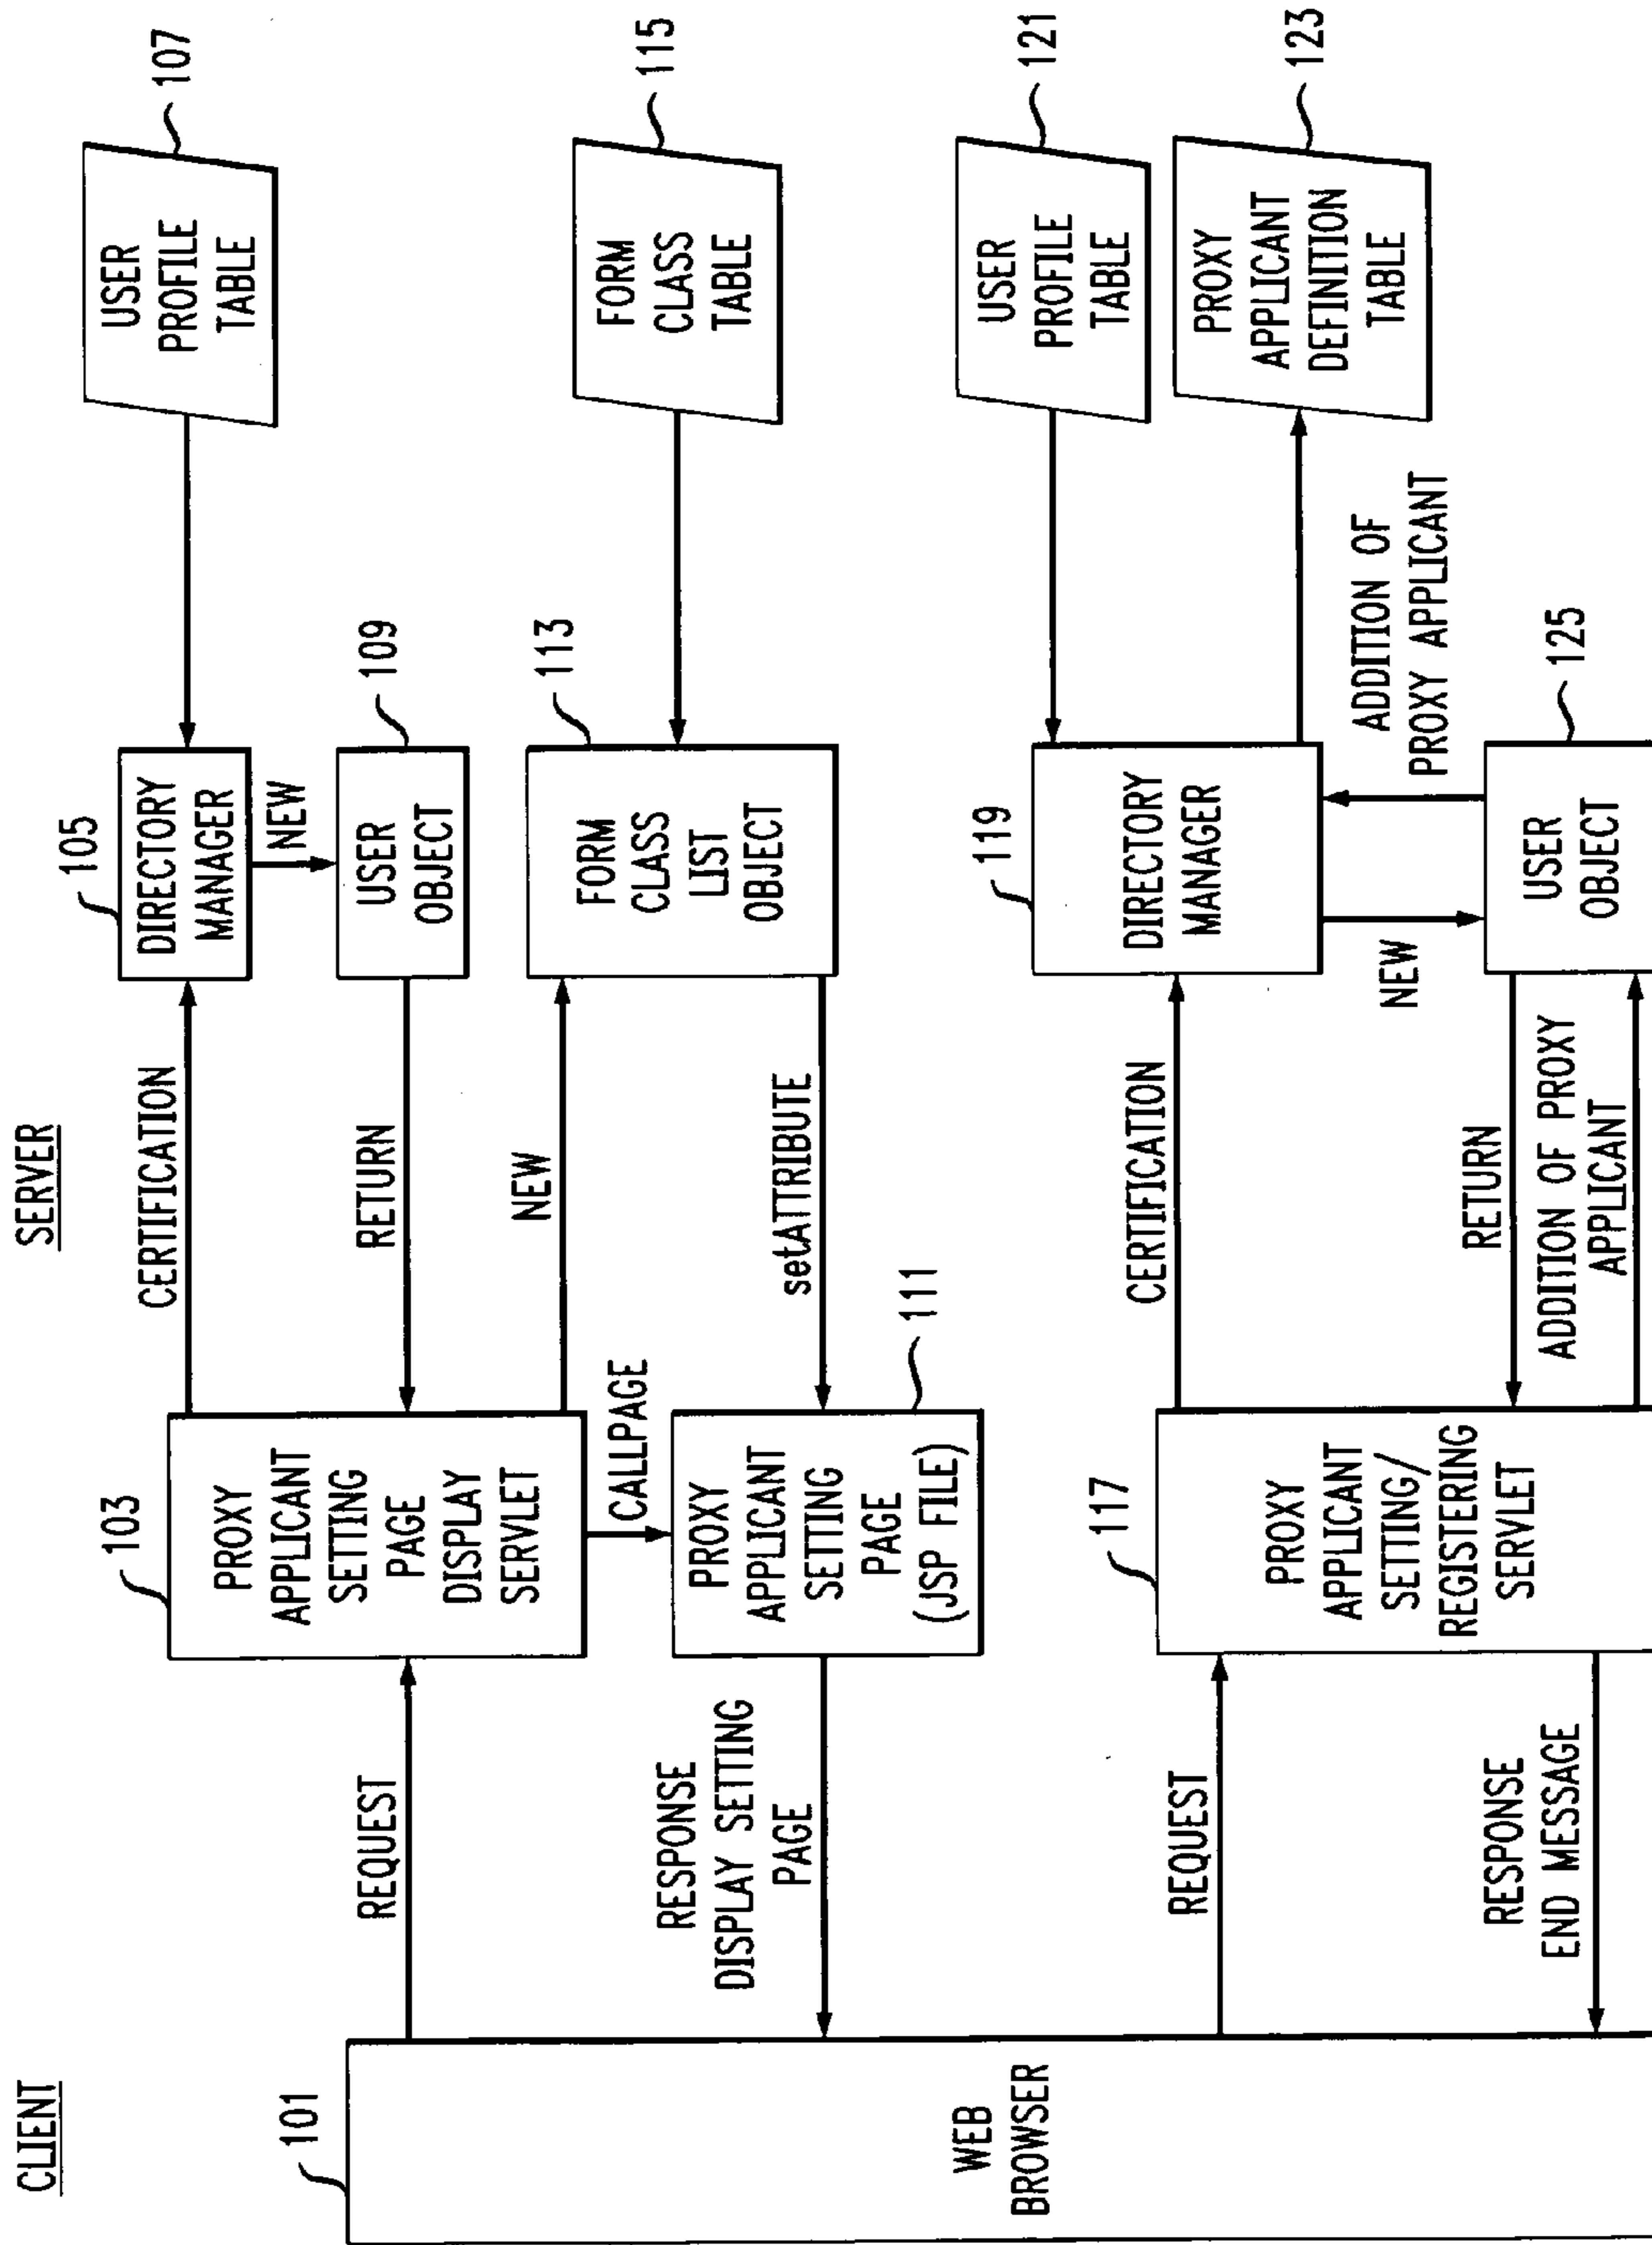 CLIENT
SERVER
101
WEB
BROWSER
REQUEST
103
PROXY
APPLICANT
SETTING
PAGE
DISPLAY
SERVLET
CERTIFICATION
105
DIRECTORY
MANAGER
USER
PROFILE
TABLE
107
NEW
USER
OBJECT
109
RETURN
NEW
113
FORM
CLASS
LIST
OBJECT
FORM
CLASS
TABLE
115
setATTRIBUTE
CALLPAGE
PROXY
APPLICANT
SETTING
PAGE
(JSP FILE)
111
RESPONSE
DISPLAY SETTING
PAGE
REQUEST
117
PROXY
APPLICANT
SETTING/
REGISTERING
SERVLET
CERTIFICATION
119
DIRECTORY
MANAGER
USER
PROFILE
TABLE
121
PROXY
APPLICANT
DEFINITION
TABLE
123
ADDITION OF
PROXY APPLICANT
NEW
USER
OBJECT
125
RETURN
ADDITION OF PROXY
APPLICANT
RESPONSE
END MESSAGE